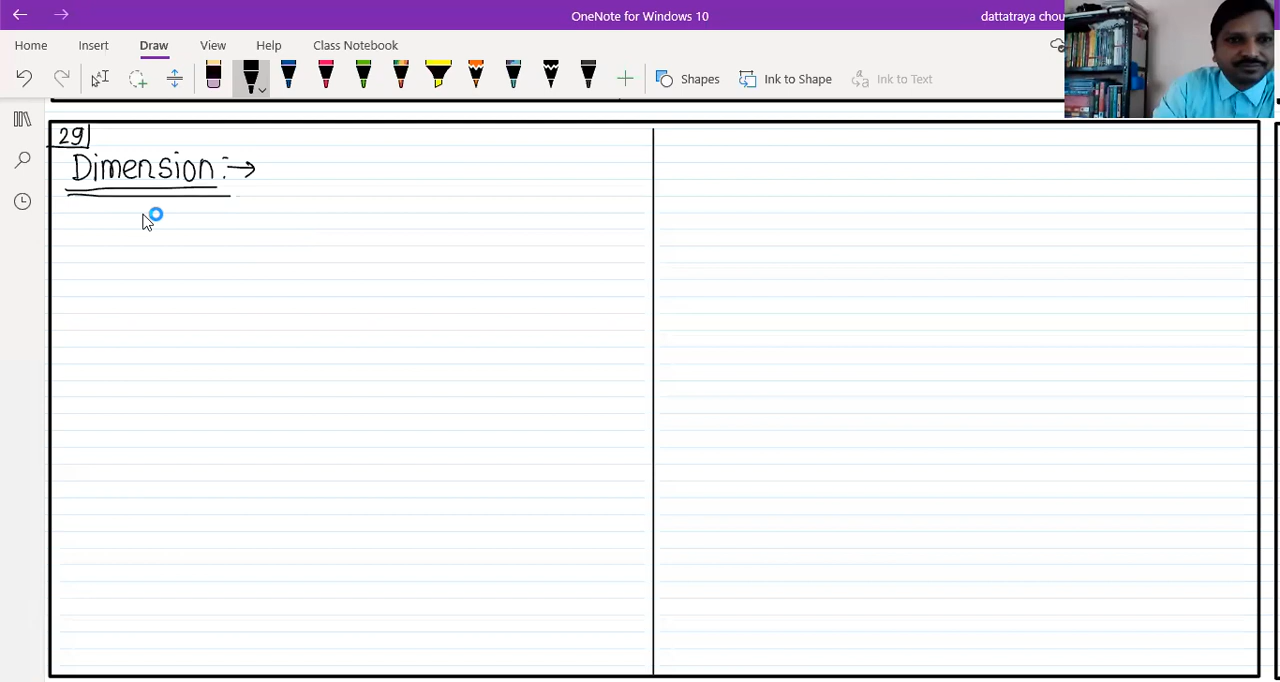 OneNote for Windows 10
dattatraya chou
Home Insert Draw View Help Class Notebook
Shapes Ink to Shape Ink to Text
29
Dimension :→